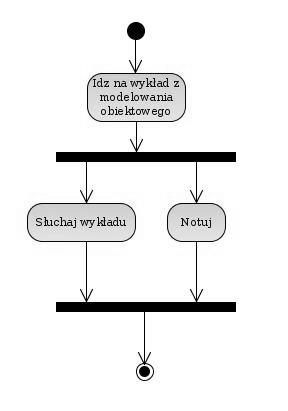 Idz na wykład z
modelowania
obiektowego
Słuchaj wykładu
Notuj